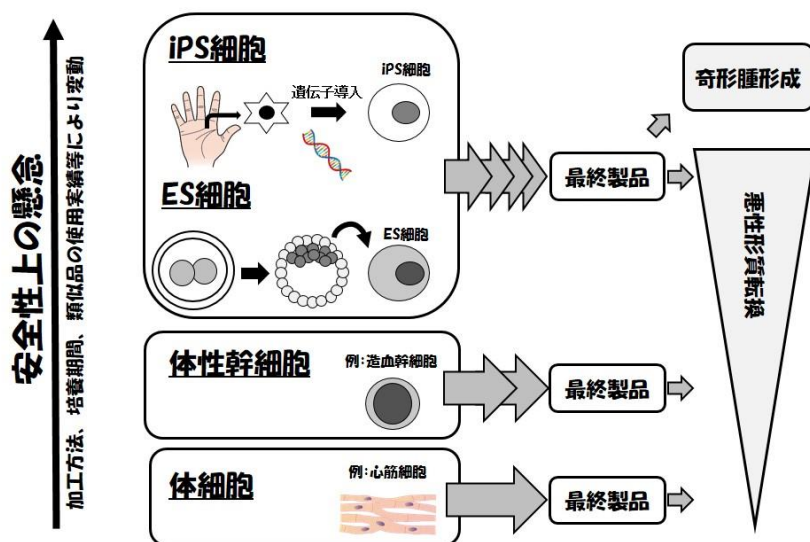 安全性上の懸念
加工方法、培養期間、類似品の使用実績等により変動
iPS細胞
遺伝子導入
iPS細胞
ES細胞
ES細胞
最終製品
奇形腫形成
悪性形質転換
体性幹細胞
例:造血幹細胞
最終製品
体細胞
例:心筋細胞
最終製品